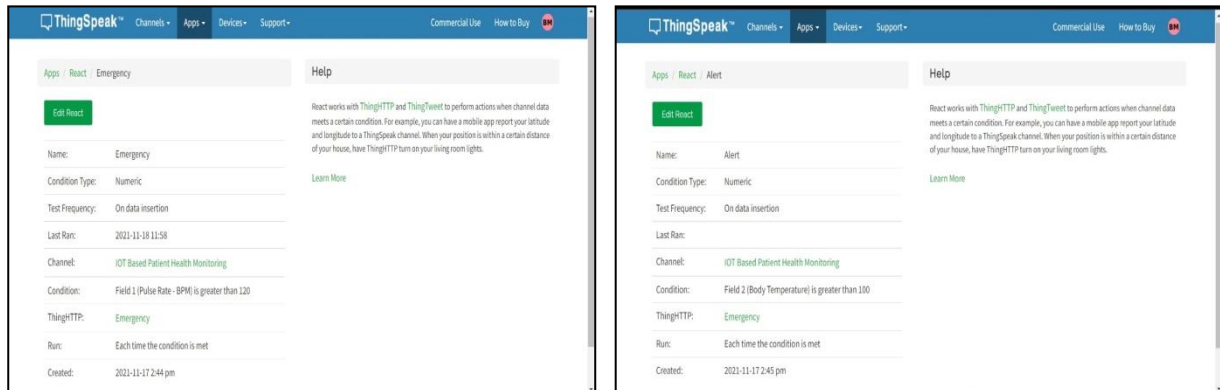 ThingSpeak™ Channels Apps Devices Support Commercial Use How to Buy BM
Apps / React / Emergency
Help
Edit React
React works with ThingHTTP and ThingTweet to perform actions when channel data
meets a certain condition. For example, you can have a mobile app report your latitude
and longitude to a ThingSpeak channel. When your position is within a certain distance
of your house, have ThingHTTP turn on your living room lights.
Learn More
Name: Emergency
Condition Type: Numeric
Test Frequency: On data insertion
Last Ran: 2021-11-18 11:58
Channel: IOT Based Patient Health Monitoring
Condition: Field 1 (Pulse Rate - BPM) is greater than 120
ThingHTTP: Emergency
Run: Each time the condition is met
Created: 2021-11-17 2:44 pm
ThingSpeak™ Channels Apps Devices Support Commercial Use How to Buy BM
Apps / React / Alert
Help
Edit React
React works with ThingHTTP and ThingTweet to perform actions when channel data
meets a certain condition. For example, you can have a mobile app report your latitude
and longitude to a ThingSpeak channel. When your position is within a certain distance
of your house, have ThingHTTP turn on your living room lights.
Learn More
Name: Alert
Condition Type: Numeric
Test Frequency: On data insertion
Last Ran:
Channel: IOT Based Patient Health Monitoring
Condition: Field 2 (Body Temperature) is greater than 100
ThingHTTP: Emergency
Run: Each time the condition is met
Created: 2021-11-17 2:45 pm